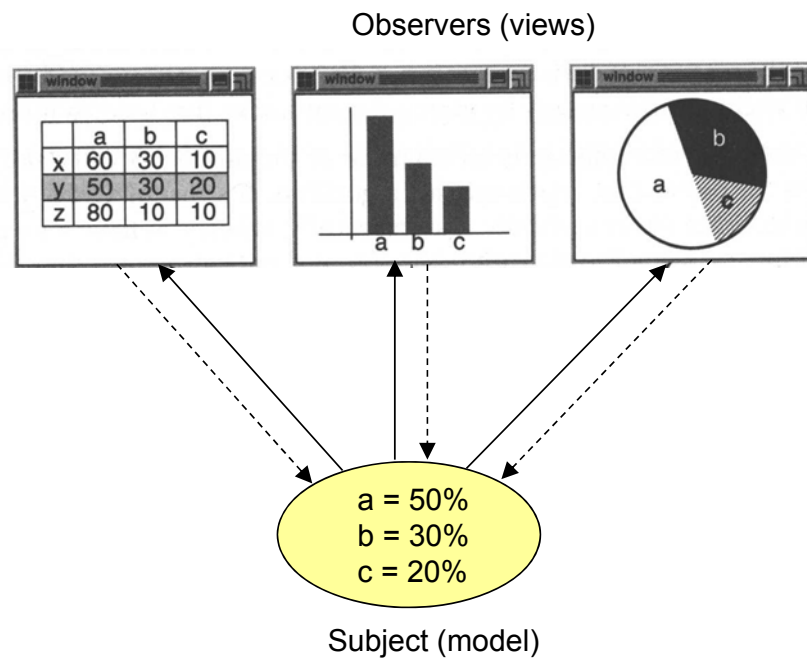 Observers (views)
window
window
window
a b c
x 60 30 10
y 50 30 20
z 80 10 10
a b c
b
a
c
a = 50%
b = 30%
c = 20%
Subject (model)